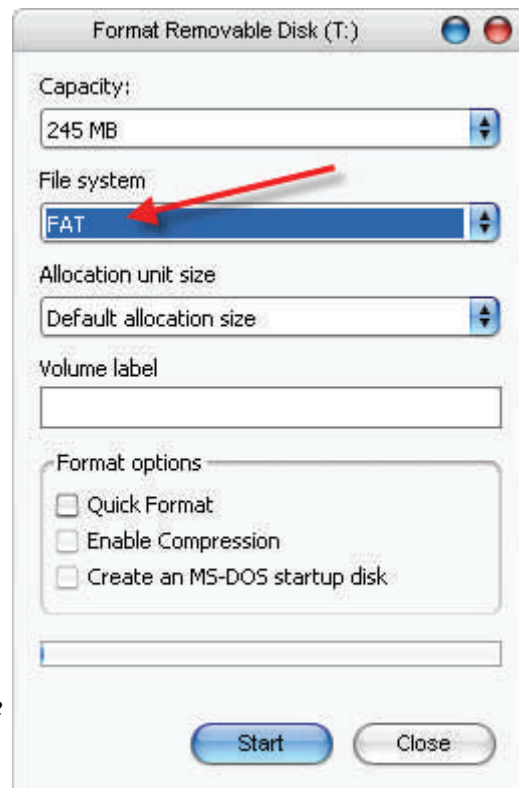 Format Removable Disk (T:)
Capacity:
245 MB
File system
FAT
Allocation unit size
Default allocation size
Volume label
Format options
Quick Format
Enable Compression
Create an MS-DOS startup disk
Start
Close